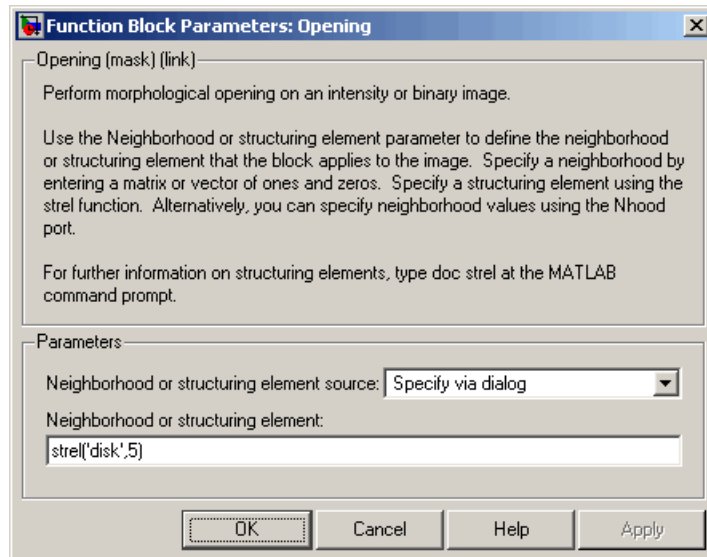 Function Block Parameters: Opening
Opening (mask) (link)
Perform morphological opening on an intensity or binary image.
Use the Neighborhood or structuring element parameter to define the neighborhood
or structuring element that the block applies to the image.  Specify a neighborhood by
entering a matrix or vector of ones and zeros.  Specify a structuring element using the
strel function.  Alternatively, you can specify neighborhood values using the Nhood
port.
For further information on structuring elements, type doc strel at the MATLAB
command prompt.
Parameters
Neighborhood or structuring element source: Specify via dialog
Neighborhood or structuring element:
strel('disk',5)
OK Cancel Help Apply